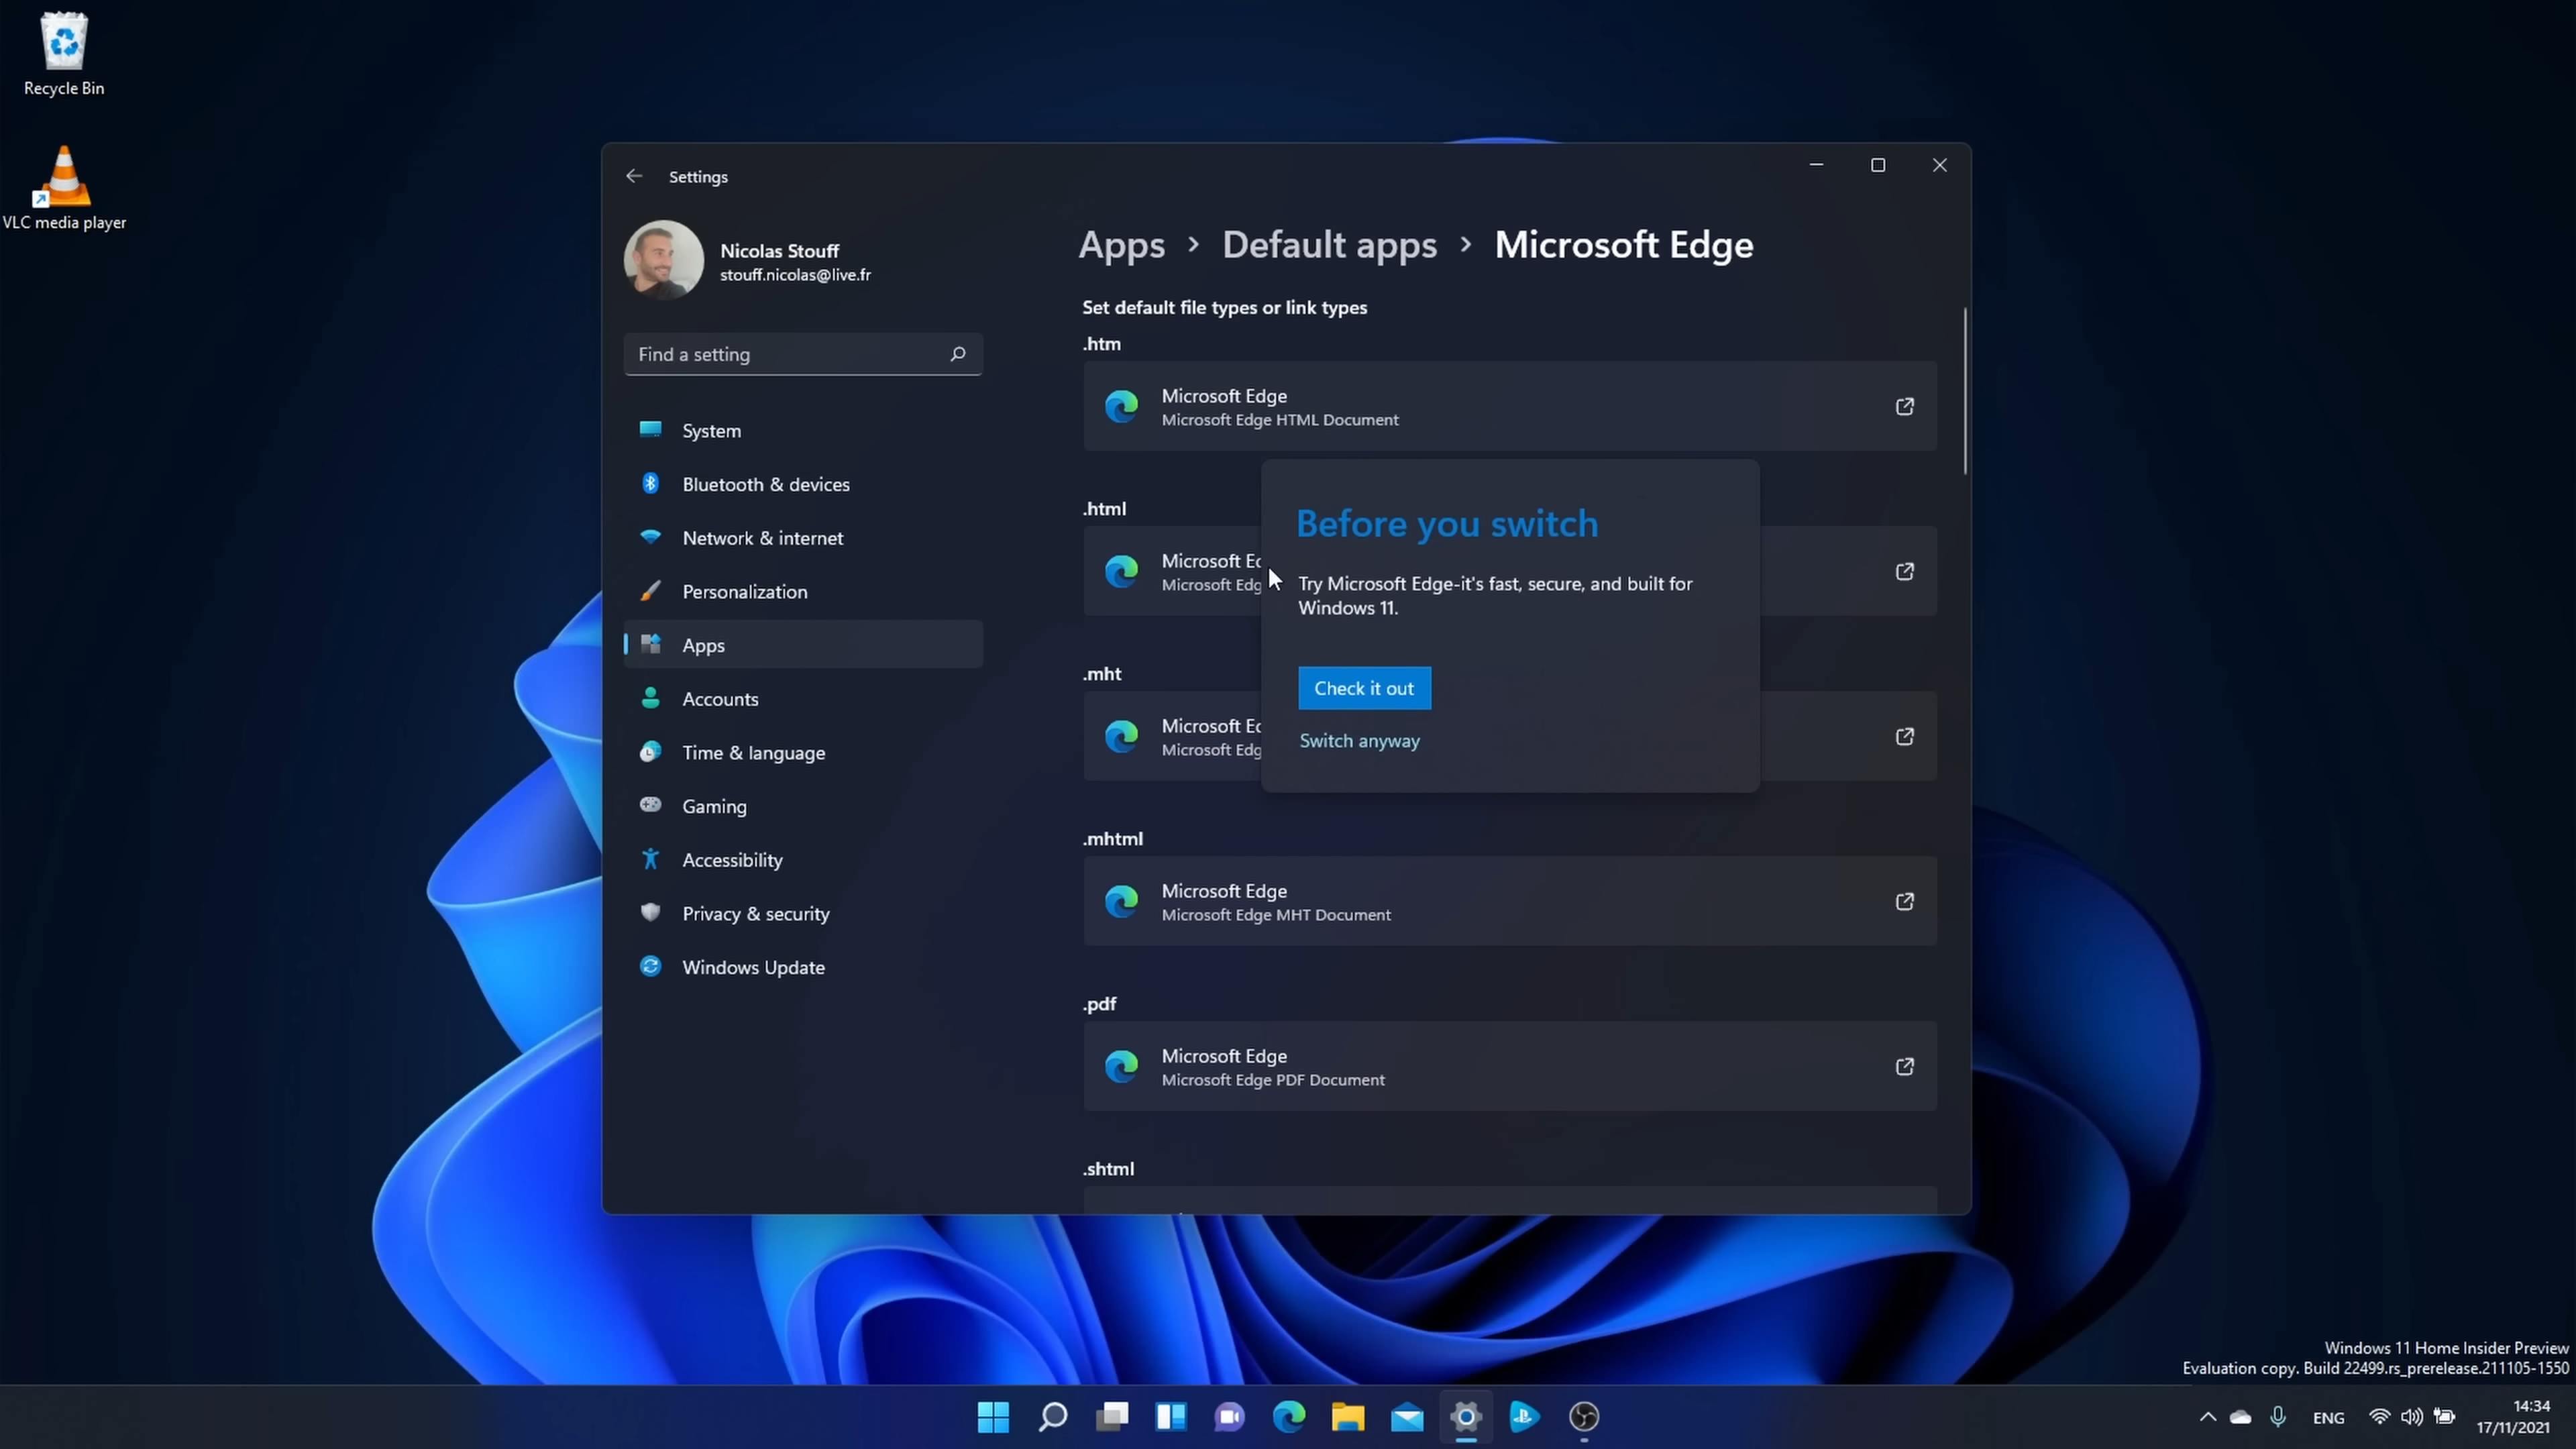 Recycle Bin
VLC media player
Settings
Nicolas Stouff
stouff.nicolas@live.fr
Find a setting
System
Bluetooth & devices
Network & internet
Personalization
Apps
Accounts
Time & language
Gaming
Accessibility
Privacy & security
Windows Update
Apps > Default apps > Microsoft Edge
Set default file types or link types
.htm
Microsoft Edge
Microsoft Edge HTML Document
.html
Microsoft
Microsoft
Before you switch
Try Microsoft Edge-it's fast, secure, and built for
Windows 11.
Check it out
Switch anyway
.mht
Microsoft
Microsoft
.mhtml
Microsoft Edge
Microsoft Edge MHT Document
.pdf
Microsoft Edge
Microsoft Edge PDF Document
.shtml
Windows 11 Home Insider Preview
Evaluation copy. Build 22499.rs_prerelease.211105-1550
ENG
14:34
17/11/2021